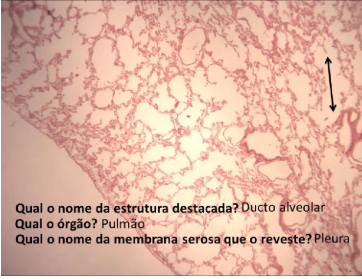 Qual o nome da estrutura destacada? Ducto alveolar
Qual o órgão? Pulmão
Qual o nome da membrana serosa que o reveste? Pleura